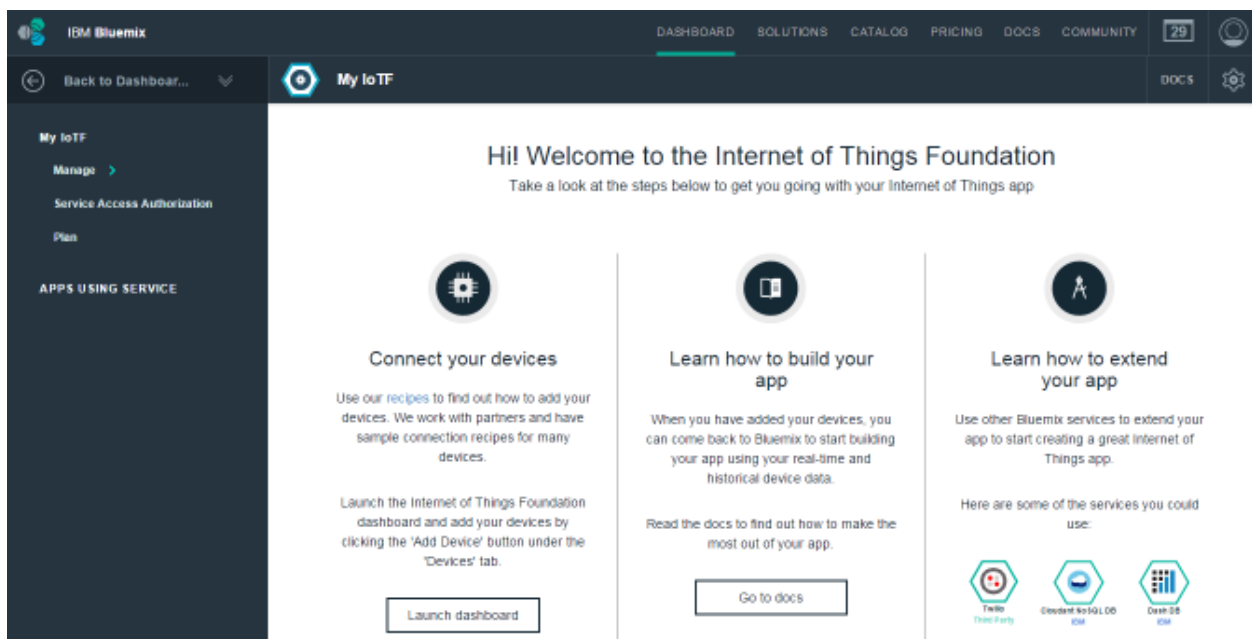 IBM Bluemix
DASHBOARD SOLUTIONS CATALOG PRICING DOCS COMMUNITY 29
Back to Dashboar...
My IoTF
DOCS
My IoTF
Manage
Service Access Authorization
Plan
APPS USING SERVICE
Hi! Welcome to the Internet of Things Foundation
Take a look at the steps below to get you going with your Internet of Things app
Connect your devices
Use our recipes to find out how to add your
devices. We work with partners and have
sample connection recipes for many
devices.
Launch the Internet of Things Foundation
dashboard and add your devices by
clicking the 'Add Device' button under the
'Devices' tab.
Launch dashboard
Learn how to build your
app
When you have added your devices, you
can come back to Bluemix to start building
your app using your real-time and
historical device data.
Read the docs to find out how to make the
most out of your app.
Go to docs
Learn how to extend
your app
Use other Bluemix services to extend your
app to start creating a great Internet of
Things app.
Here are some of the services you could
use:
Twilio
Third Party
Cloudant NoSQL DB
IBM
Dash DB
IBM